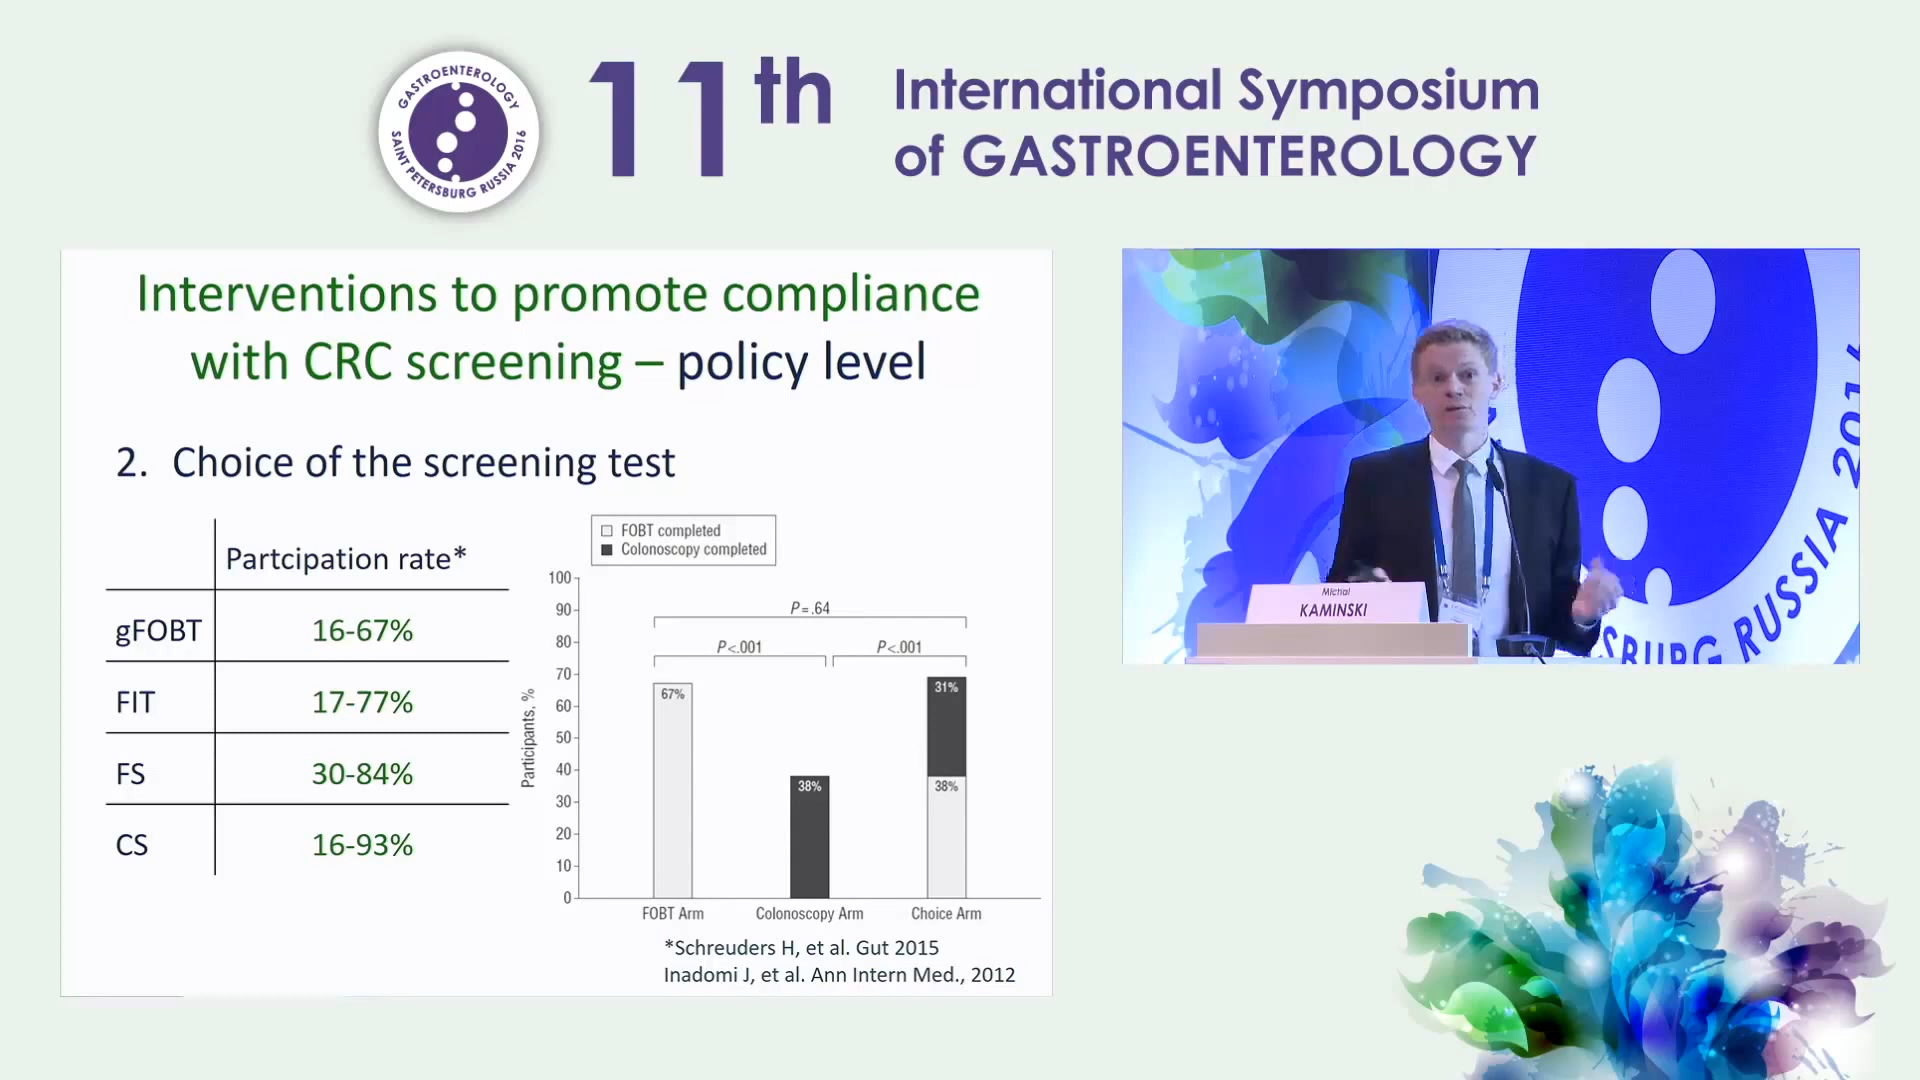 GASTROENTEROLOGY
SAINT PETERSBURG RUSSIA 2016
11th
International Symposium
of GASTROENTEROLOGY
Interventions to promote compliance
with CRC screening – policy level
2. Choice of the screening test
Partcipation rate*
gFOBT 16-67%
FIT 17-77%
FS 30-84%
CS 16-93%
FOBT completed
Colonoscopy completed
Participants, %
100
90
80
70
60
50
40
30
20
10
0
P=.64
P<.001
P<.001
67%
38%
31%
38%
FOBT Arm
Colonoscopy Arm
Choice Arm
*Schreuders H, et al. Gut 2015
Inadomi J, et al. Ann Intern Med., 2012
Michal
KAMINSKI
SBURG RUSSIA 201